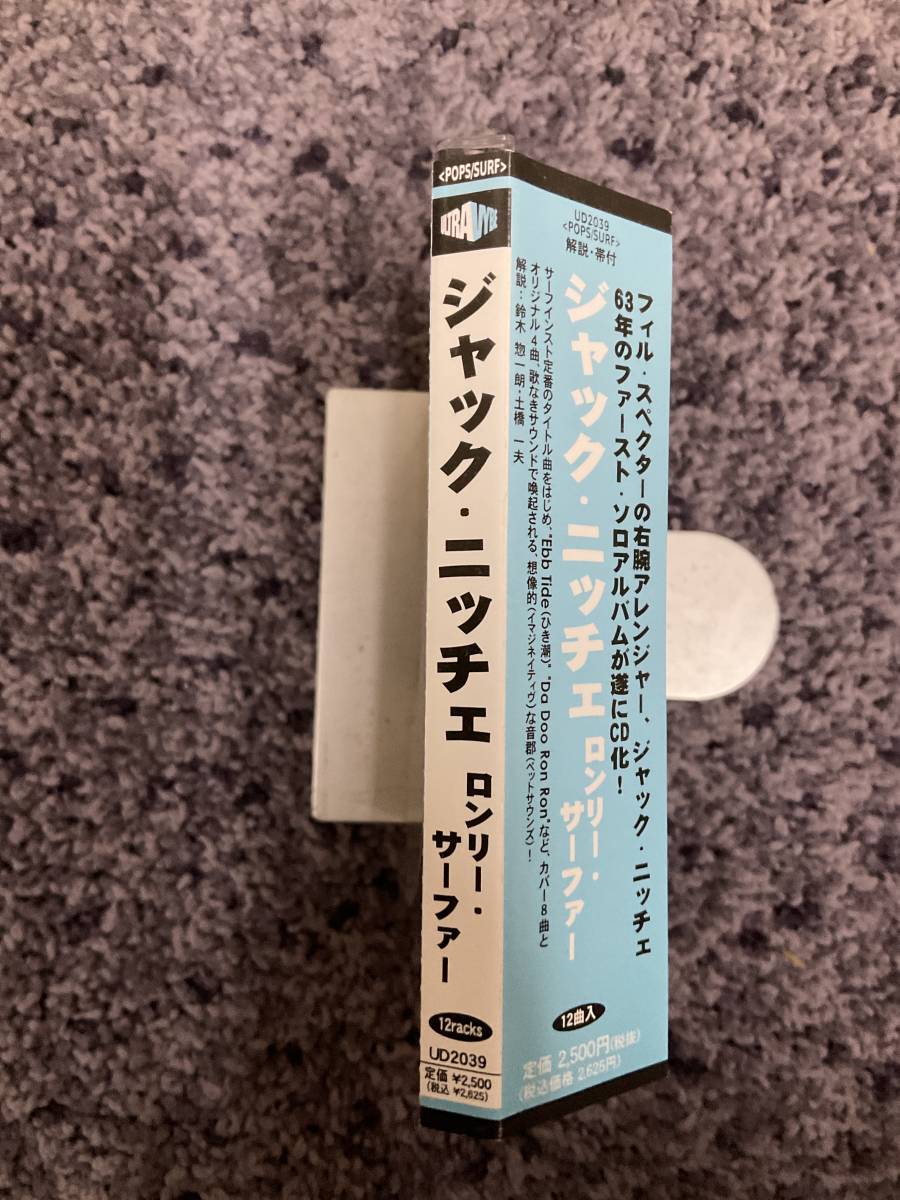 <POPS/SURF>
ULTRAVYBE
ジャック・ニッチェ
ロンリー・
サーファー
12racks
UD2039
定価 ¥2,500
(税込 ¥2,625)
UD2039
<POPS/SURF>
解説・帯付
フィル・スペクターの右腕アレンジャー、ジャック・ニッチェ
63年のファースト・ソロアルバムが遂にCD化!
ジャック・ニッチェ
ロンリー・
サーファー
サーフインスト定番のタイトル曲をはじめ、"Ebb Tide(ひき潮)"、"Da Doo Ron Ron"など、カバー8曲と
オリジナル4曲、歌なきサウンドで喚起される、想像的(イマジネイティヴ)な音郡(ペットサウンズ)!
解説:鈴木 惣一朗・土橋 一夫
12曲入
定価 2,500円(税抜)
(税込価格 2,625円)